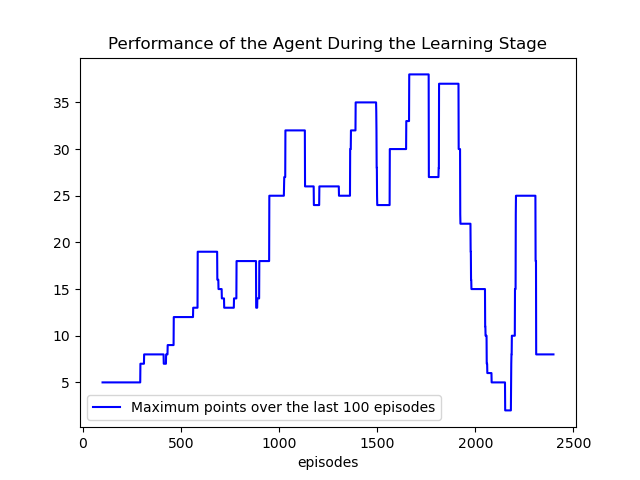 Performance of the Agent During the Learning Stage
35
30
25
20
15
10
5
Maximum points over the last 100 episodes
0 500 1000 1500 2000 2500
episodes